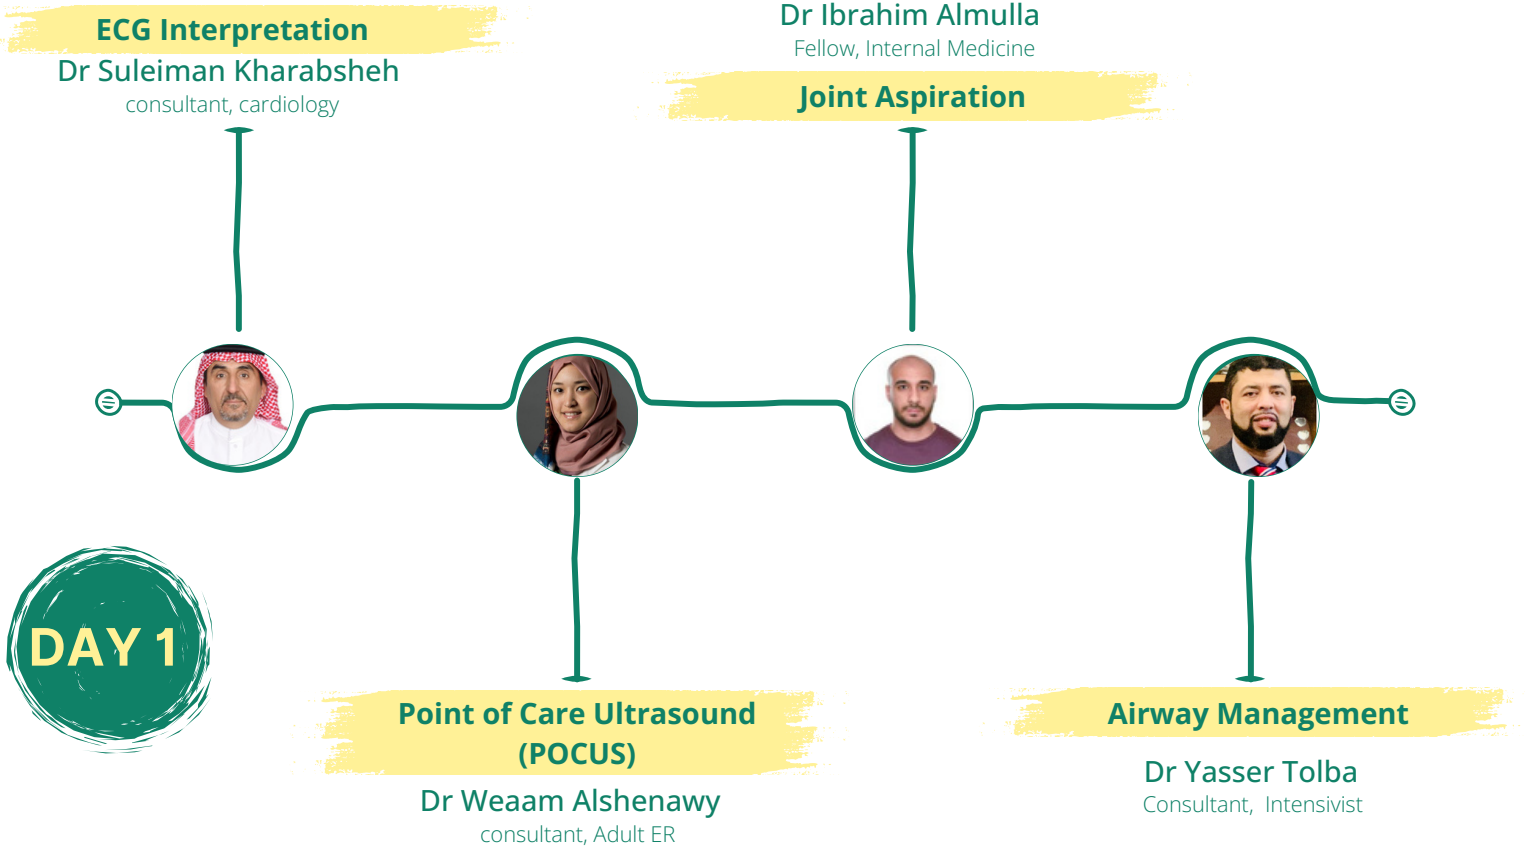 ECG Interpretation
Dr Suleiman Kharabsheh
consultant, cardiology
Dr Ibrahim Almulla
Fellow, Internal Medicine
Joint Aspiration
DAY 1
Point of Care Ultrasound
(POCUS)
Dr Weaam Alshenawy
consultant, Adult ER
Airway Management
Dr Yasser Tolba
Consultant,  Intensivist